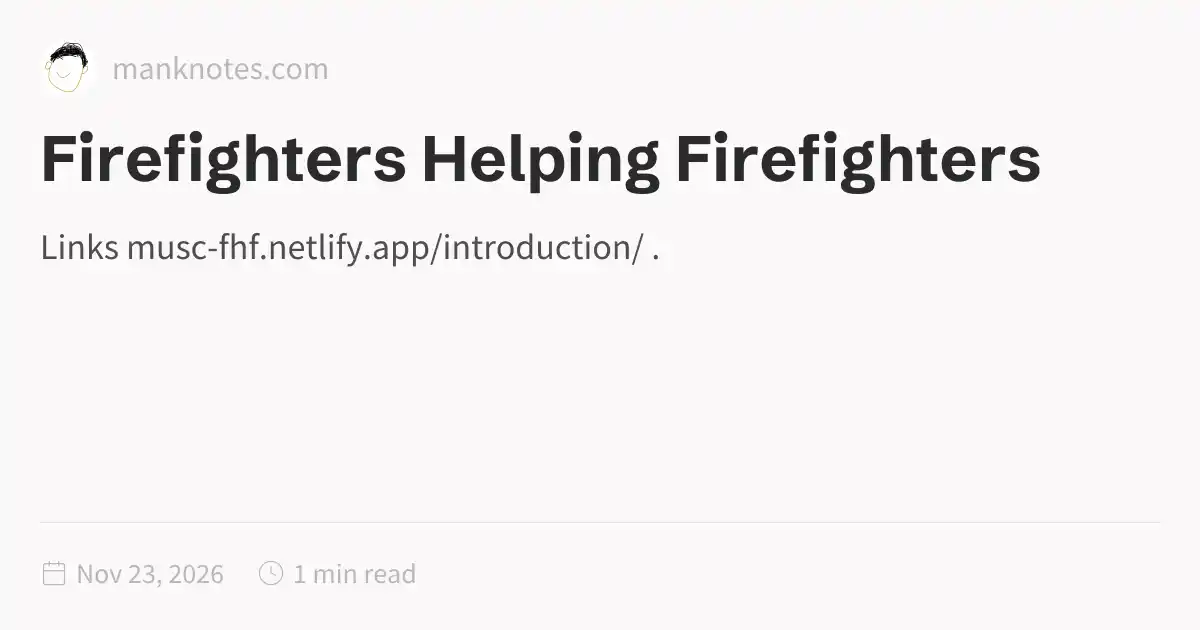 manknotes.com
Firefighters Helping Firefighters
Links musc-fhf.netlify.app/introduction/ .
Nov 23, 2026 1 min read